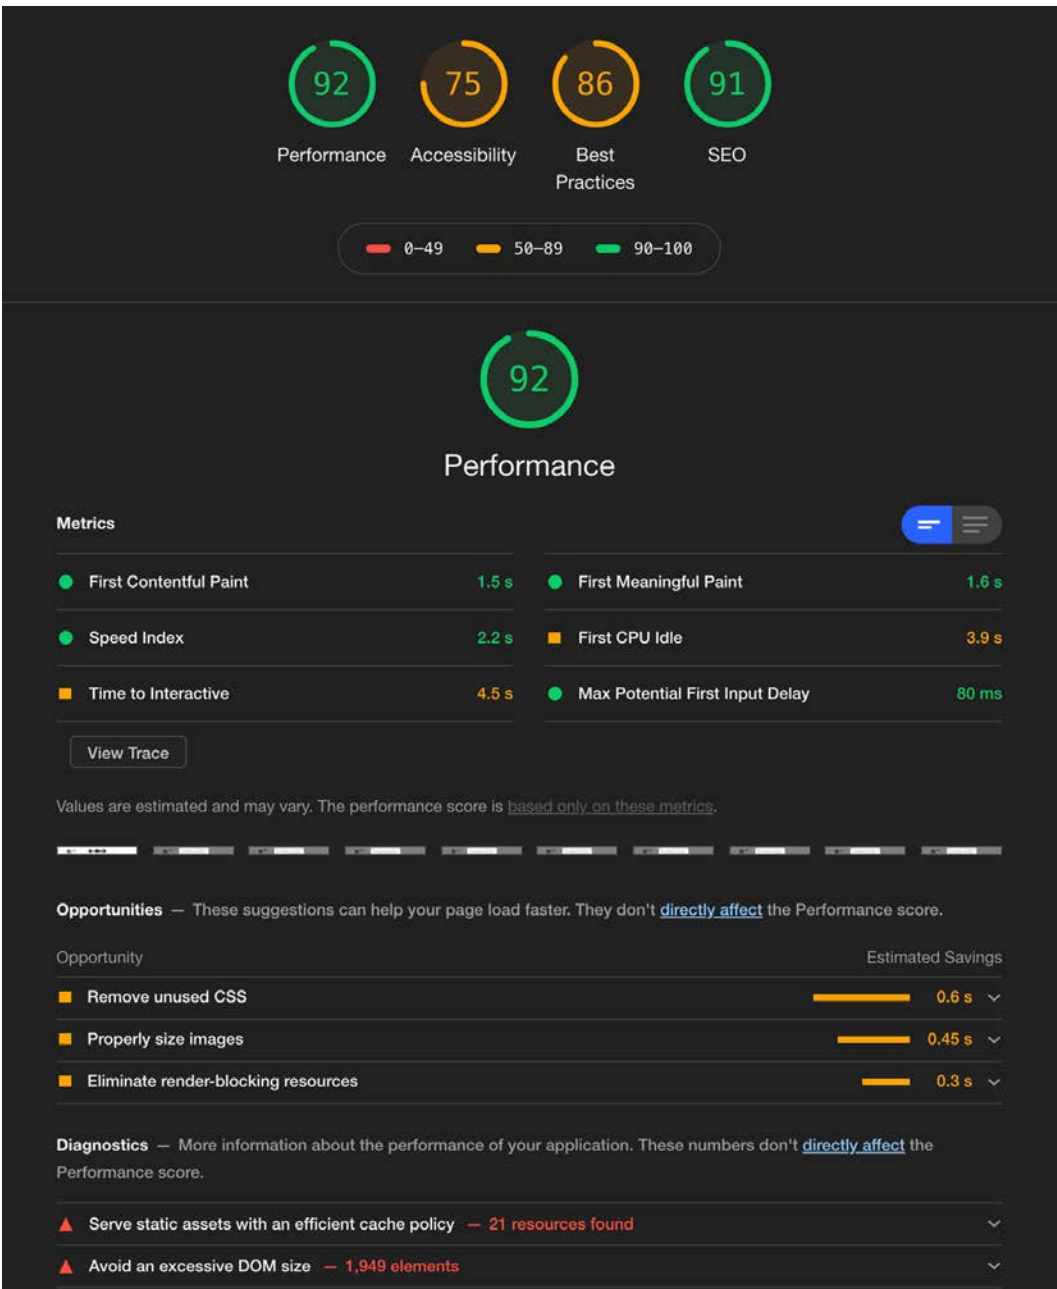 92
75
86
91
Performance
Accessibility
Best
Practices
SEO
0–49
50–89
90–100
92
Performance
Metrics
First Contentful Paint
1.5 s
First Meaningful Paint
1.6 s
Speed Index
2.2 s
First CPU Idle
3.9 s
Time to Interactive
4.5 s
Max Potential First Input Delay
80 ms
View Trace
Values are estimated and may vary. The performance score is based only on these metrics.
Opportunities — These suggestions can help your page load faster. They don't directly affect the Performance score.
Opportunity
Estimated Savings
Remove unused CSS
0.6 s
Properly size images
0.45 s
Eliminate render-blocking resources
0.3 s
Diagnostics — More information about the performance of your application. These numbers don't directly affect the
Performance score.
Serve static assets with an efficient cache policy — 21 resources found
Avoid an excessive DOM size — 1,949 elements